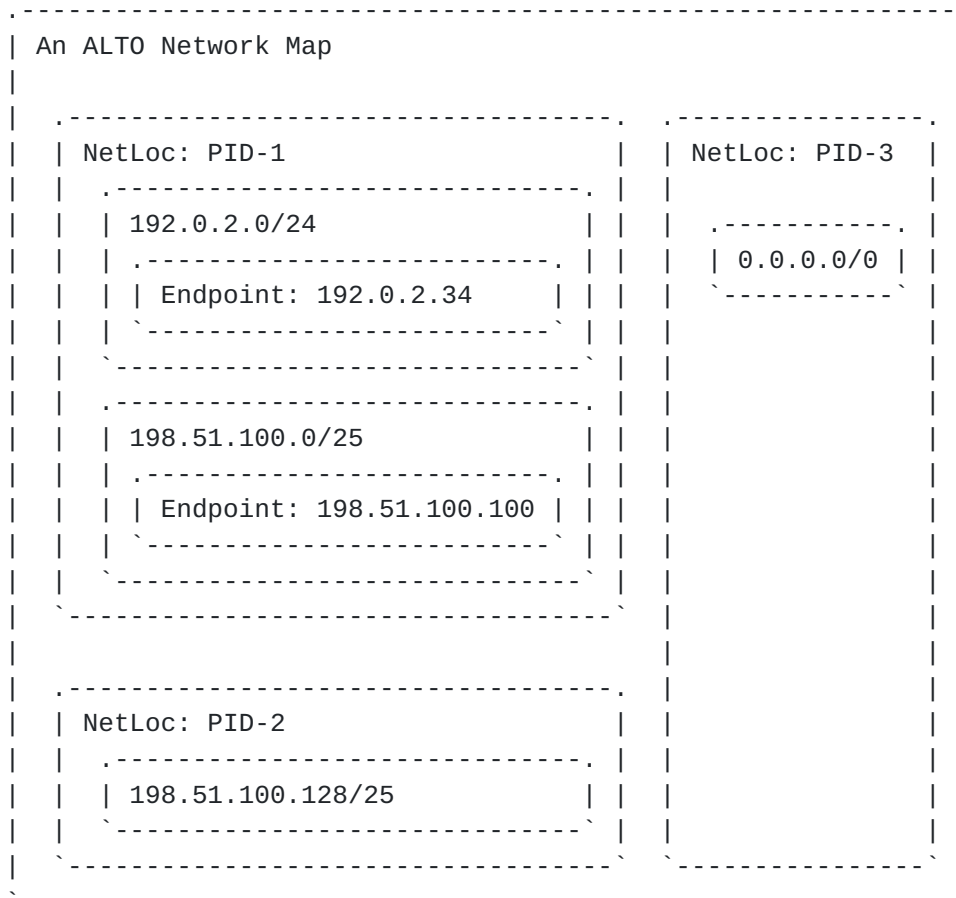 An ALTO Network Map
NetLoc: PID-1
192.0.2.0/24
Endpoint: 192.0.2.34
198.51.100.0/25
Endpoint: 198.51.100.100
NetLoc: PID-2
198.51.100.128/25
NetLoc: PID-3
0.0.0.0/0